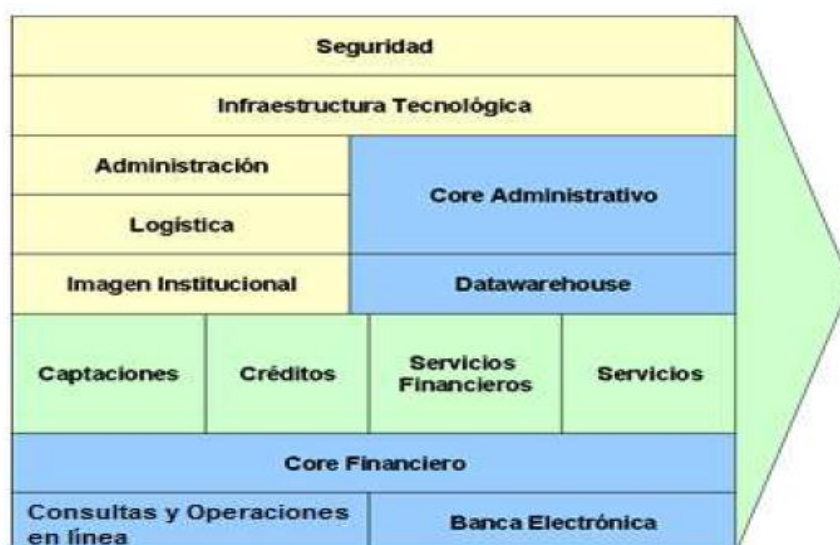 Seguridad
Infraestructura Tecnológica
Administración
Core Administrativo
Logística
Imagen Institucional
Datawarehouse
Captaciones
Créditos
Servicios
Financieros
Servicios
Core Financiero
Consultas y Operaciones
en línea
Banca Electrónica